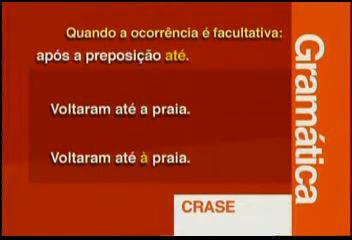 Quando a ocorrência é facultativa:
após a preposição até.
Voltaram até a praia.
Voltaram até à praia.
CRASE
Gramática